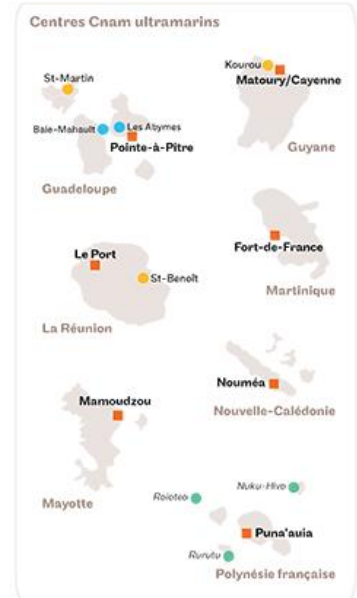 Centres Cnam ultramarins
St-Martin
Baie-Mahault
Les Abymes
Pointe-à-Pître
Guadeloupe
Kourou
Matoury/Cayenne
Guyane
Le Port
St-Benoît
La Réunion
Fort-de-France
Martinique
Mamoudzou
Mayotte
Nouméa
Nouvelle-Calédonie
Raiatea
Nuku-Hiva
Puna'auia
Rurutu
Polynésie française